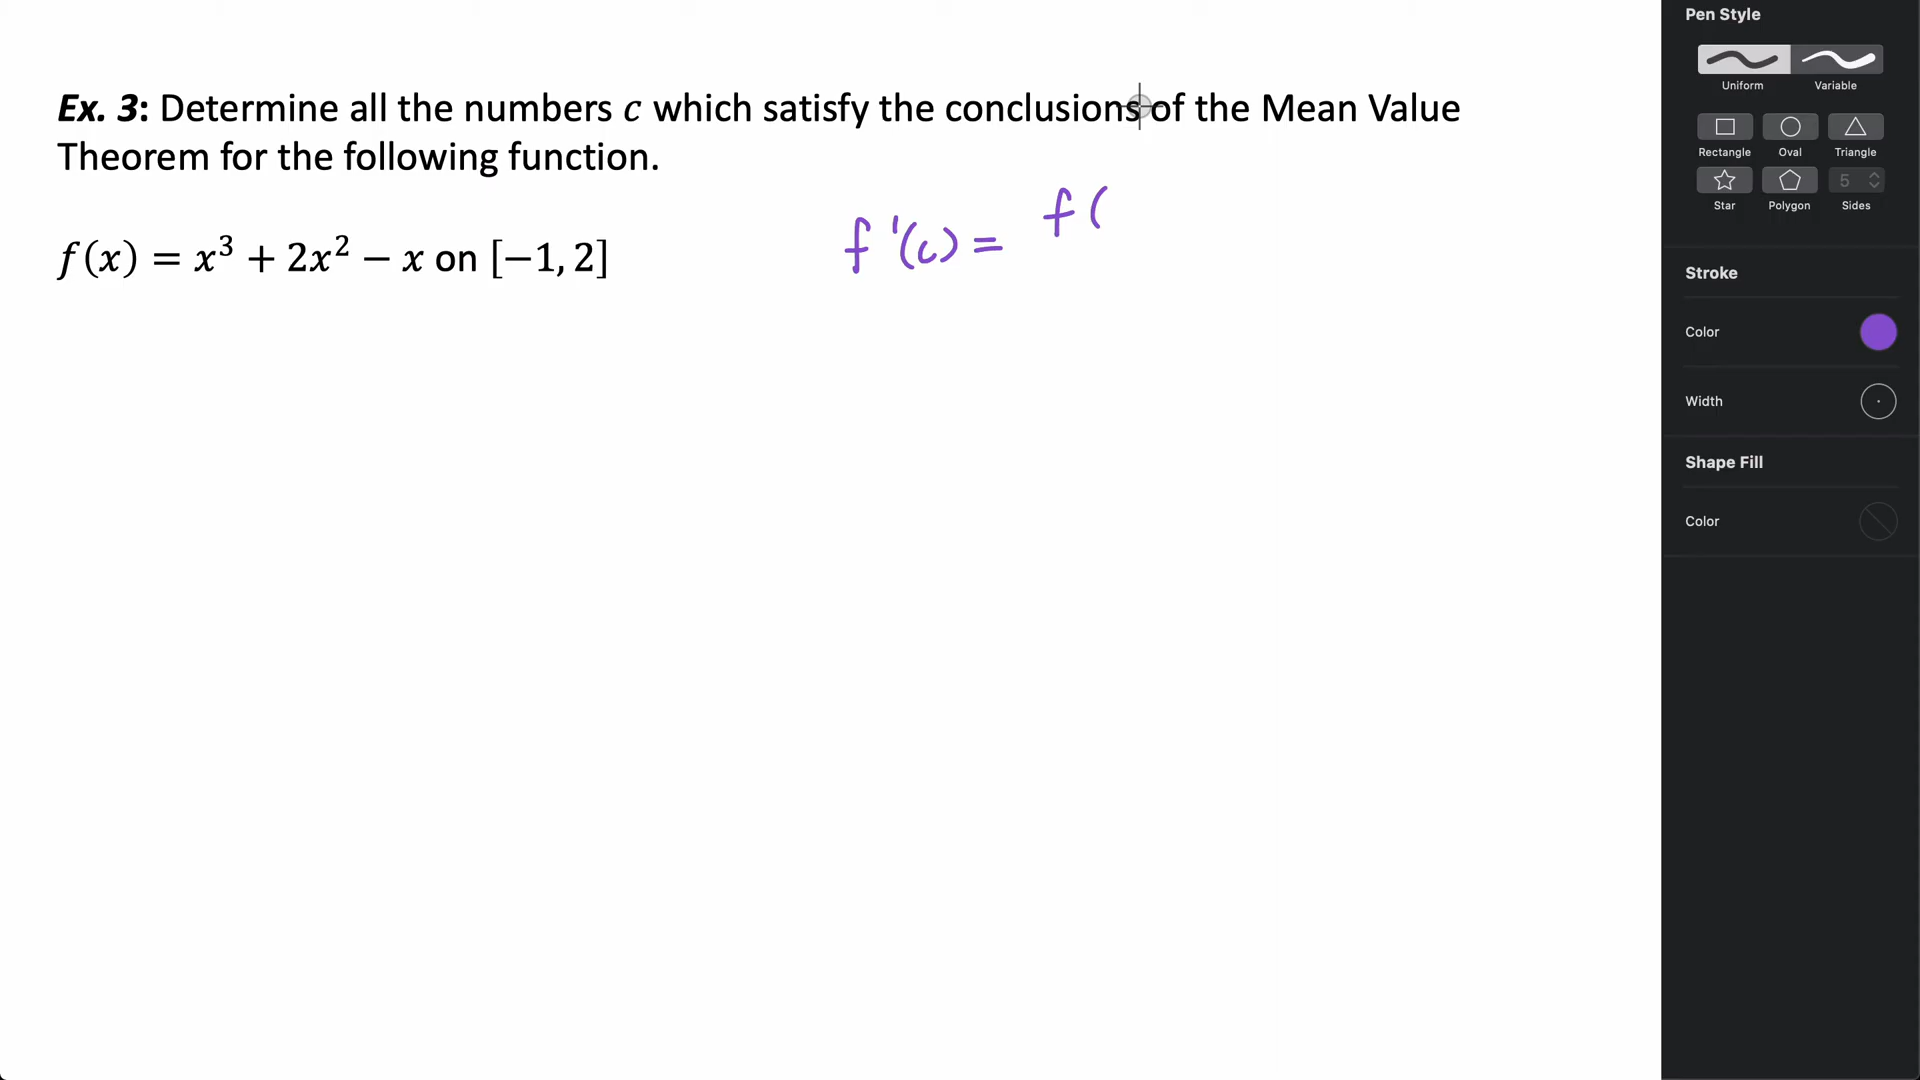 Pen Style
Uniform Variable
Ex. 3: Determine all the numbers c which satisfy the conclusions of the Mean Value
Theorem for the following function.
Rectangle Oval Triangle
5
Star Polygon Sides
f(x) = x³ + 2x² − x on [−1, 2]
f'(c) = f(
Stroke
Color
Width
Shape Fill
Color